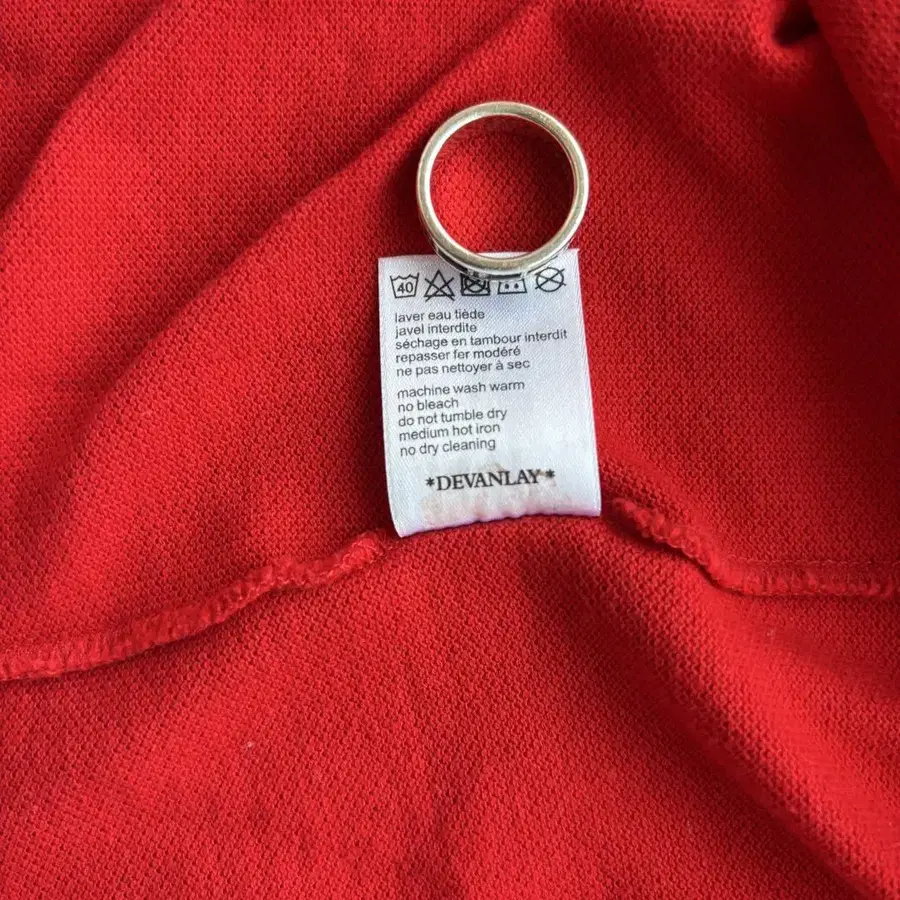 40
laver eau tiède
javel interdite
séchage en tambour interdit
repasser fer modéré
ne pas nettoyer à sec
machine wash warm
no bleach
do not tumble dry
medium hot iron
no dry cleaning
*DEVANLAY*